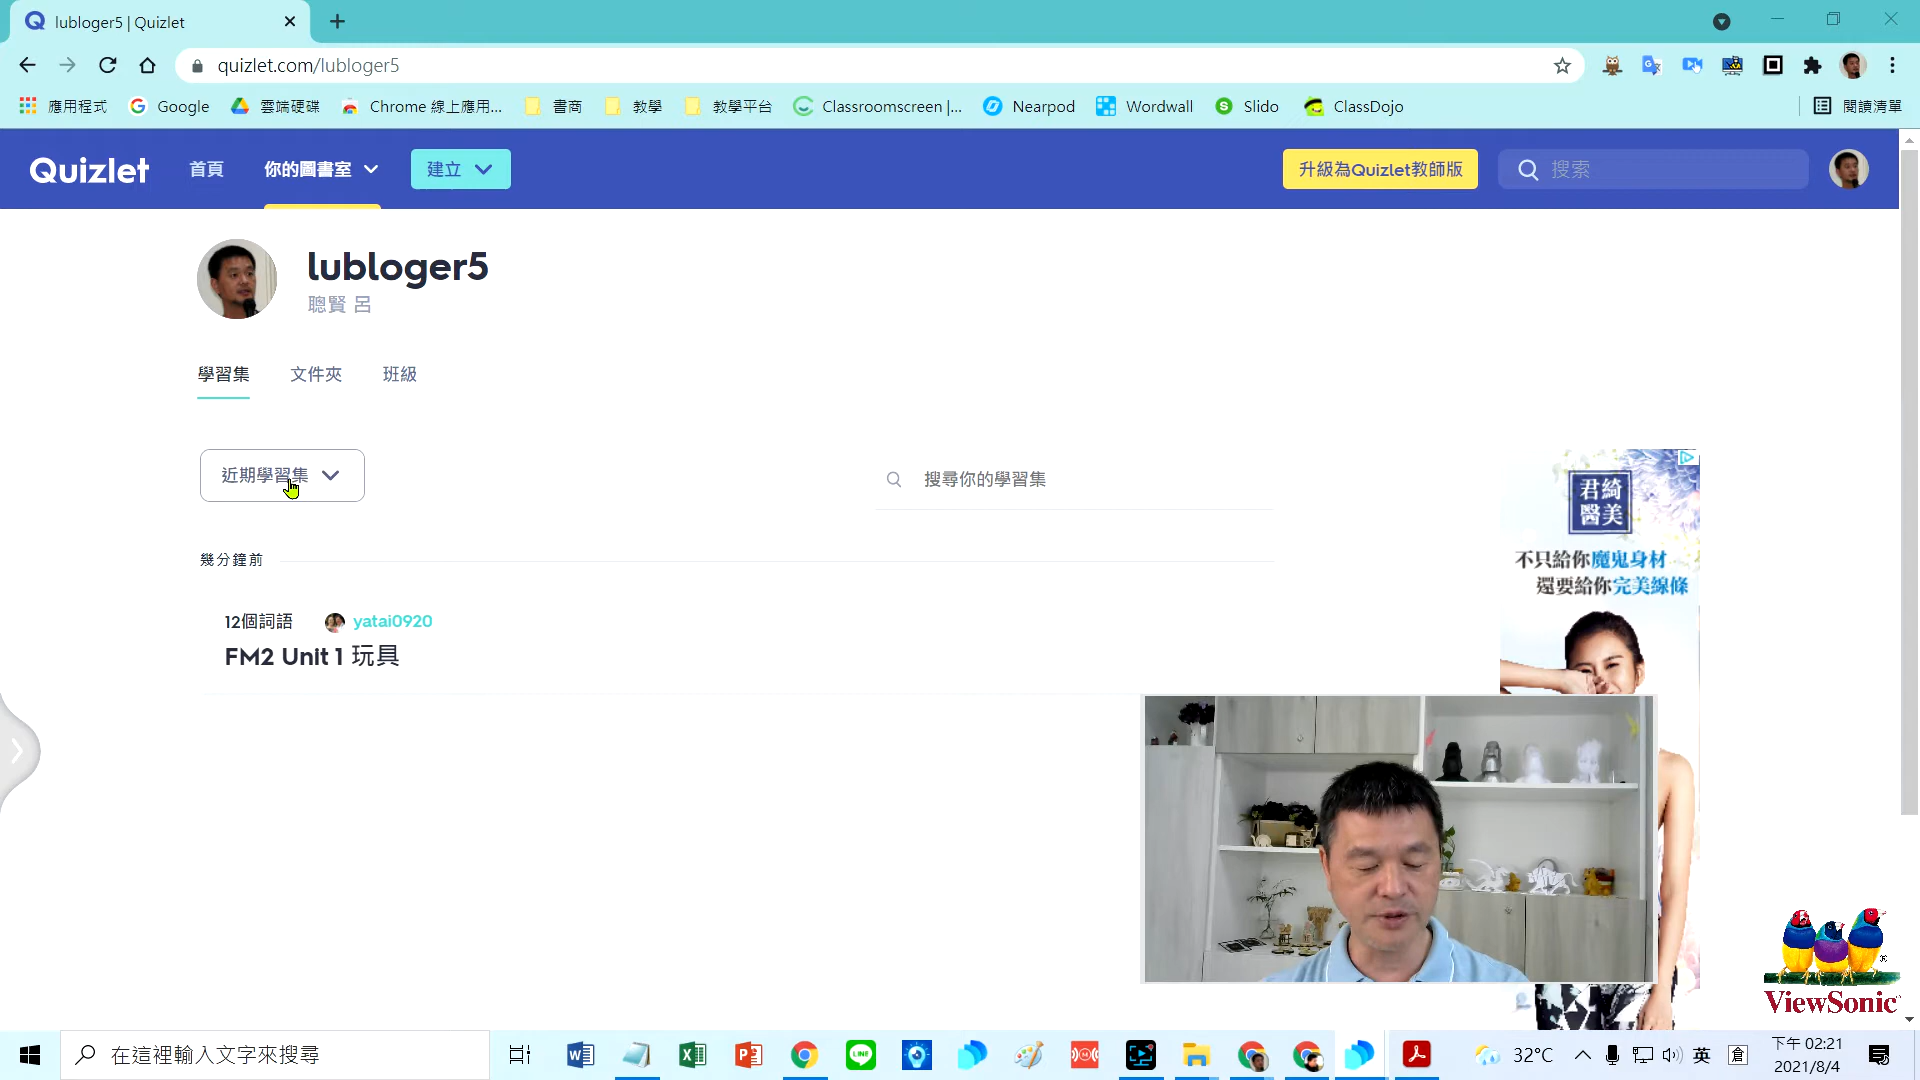 lubloger5 | Quizlet
quizlet.com/lubloger5
應用程式 Google 雲端硬碟 Chrome 線上應用... 書商 教學 教學平台 Classroomscreen |... Nearpod Wordwall Slido ClassDojo 閱讀清單
Quizlet 首頁 你的圖書室 建立 升級為Quizlet教師版 搜索
lubloger5
聰賢 呂
學習集 文件夾 班級
近期學習集 搜尋你的學習集
君綺
醫美
不只給你魔鬼身材
還要給你完美線條
幾分鐘前
12個詞語 yatai0920
FM2 Unit 1 玩具
ViewSonic
在這裡輸入文字來搜尋 32°C 英 倉 下午 02:21
2021/8/4